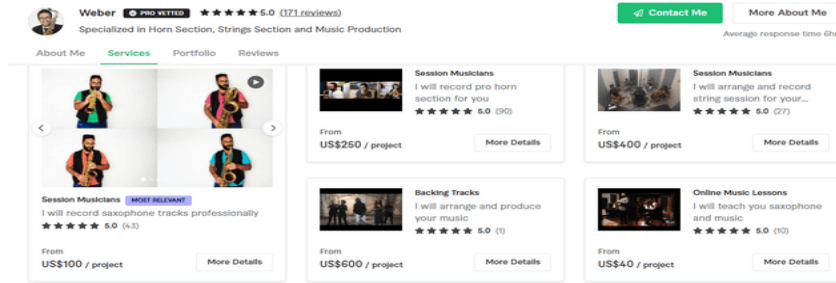 Weber PRO VETTED 5.0 (171 reviews)
Specialized in Horn Section, Strings Section and Music Production
Contact Me
More About Me
Average response time 6h
About Me Services Portfolio Reviews
Session Musicians MOST RELEVANT
I will record saxophone tracks professionally
5.0 (43)
From
US$100 / project
More Details
Session Musicians
I will record pro horn
section for you
5.0 (90)
From
US$250 / project
More Details
Session Musicians
I will arrange and record
string session for your...
5.0 (27)
From
US$400 / project
More Details
Backing Tracks
I will arrange and produce
your music
5.0 (1)
From
US$600 / project
More Details
Online Music Lessons
I will teach you saxophone
and music
5.0 (10)
From
US$40 / project
More Details